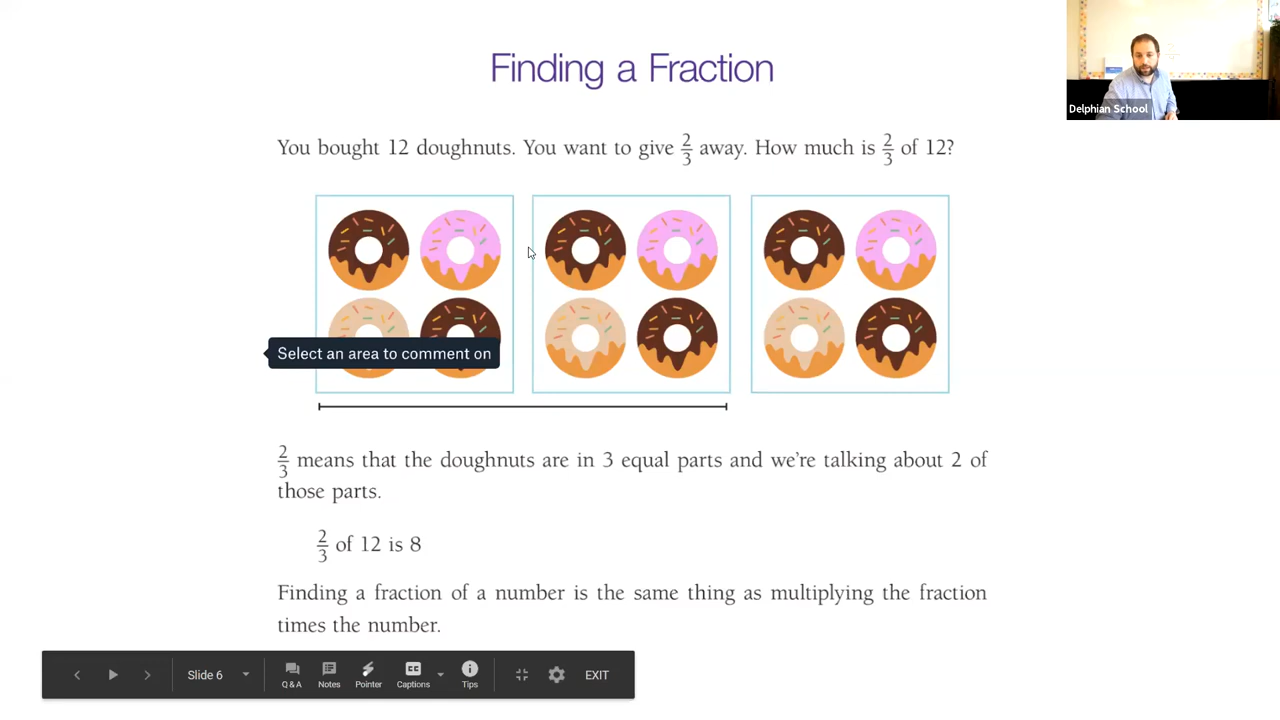 Finding a Fraction
Delphian School
You bought 12 doughnuts. You want to give 2/3 away. How much is 2/3 of 12?
Select an area to comment on
2/3 means that the doughnuts are in 3 equal parts and we're talking about 2 of
those parts.
2/3 of 12 is 8
Finding a fraction of a number is the same thing as multiplying the fraction
times the number.
Slide 6
Q & A
Notes
Pointer
CC
Captions
Tips
EXIT